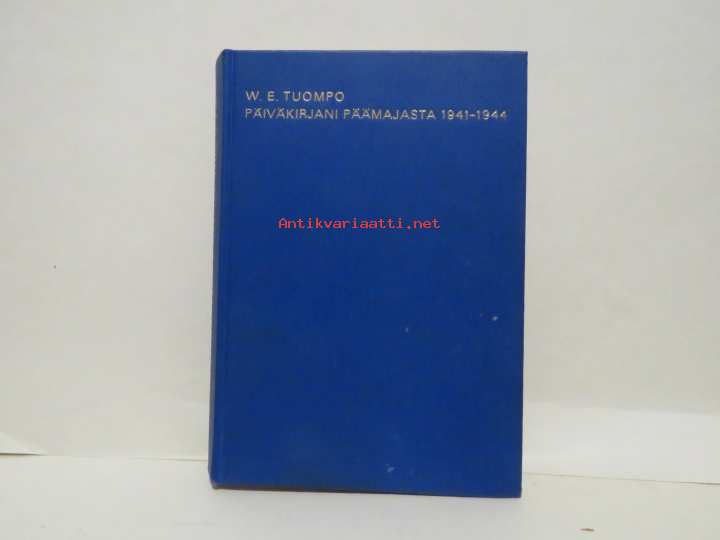 W. E. TUOMPO
PÄIVÄKIRJANI PÄÄMAJASTA 1941-1944
Antikvariaatti.net